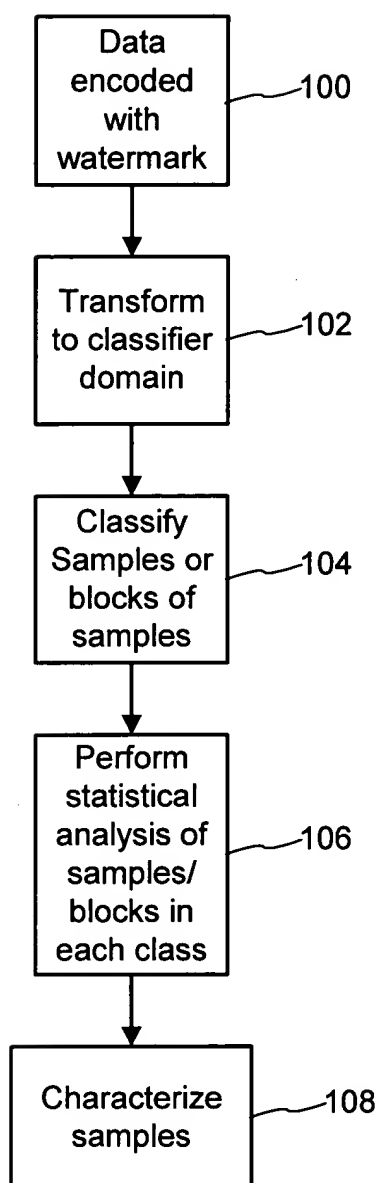 Data
encoded
with
watermark
100
Transform
to classifier
domain
102
Classify
Samples or
blocks of
samples
104
Perform
statistical
analysis of
samples/
blocks in
each class
106
Characterize
samples
108